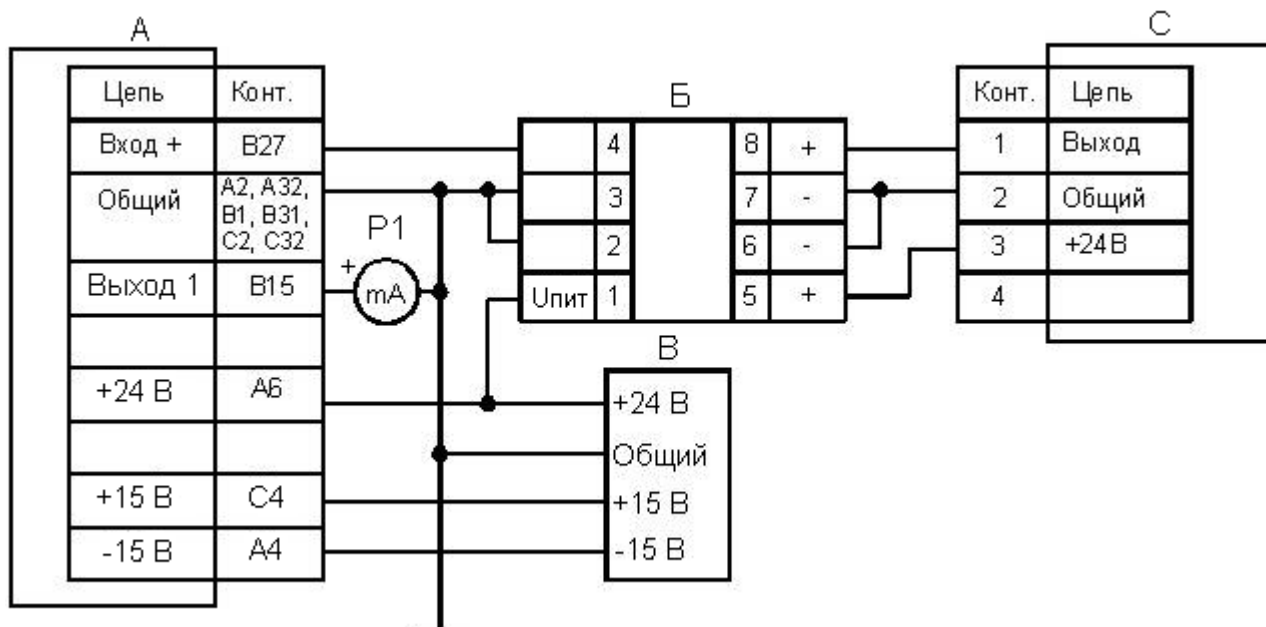 А
Цепь Конт.
Вход + В27
Общий А2, А32,
В1, В31,
С2, С32
Выход 1 В15
+24 В А6
+15 В С4
-15 В А4
Р1
+
mA
Б
4 8 +
3 7 -
2 6 -
Uпит 1 5 +
В
+24 В
Общий
+15 В
-15 В
С
Конт. Цепь
1 Выход
2 Общий
3 +24В
4